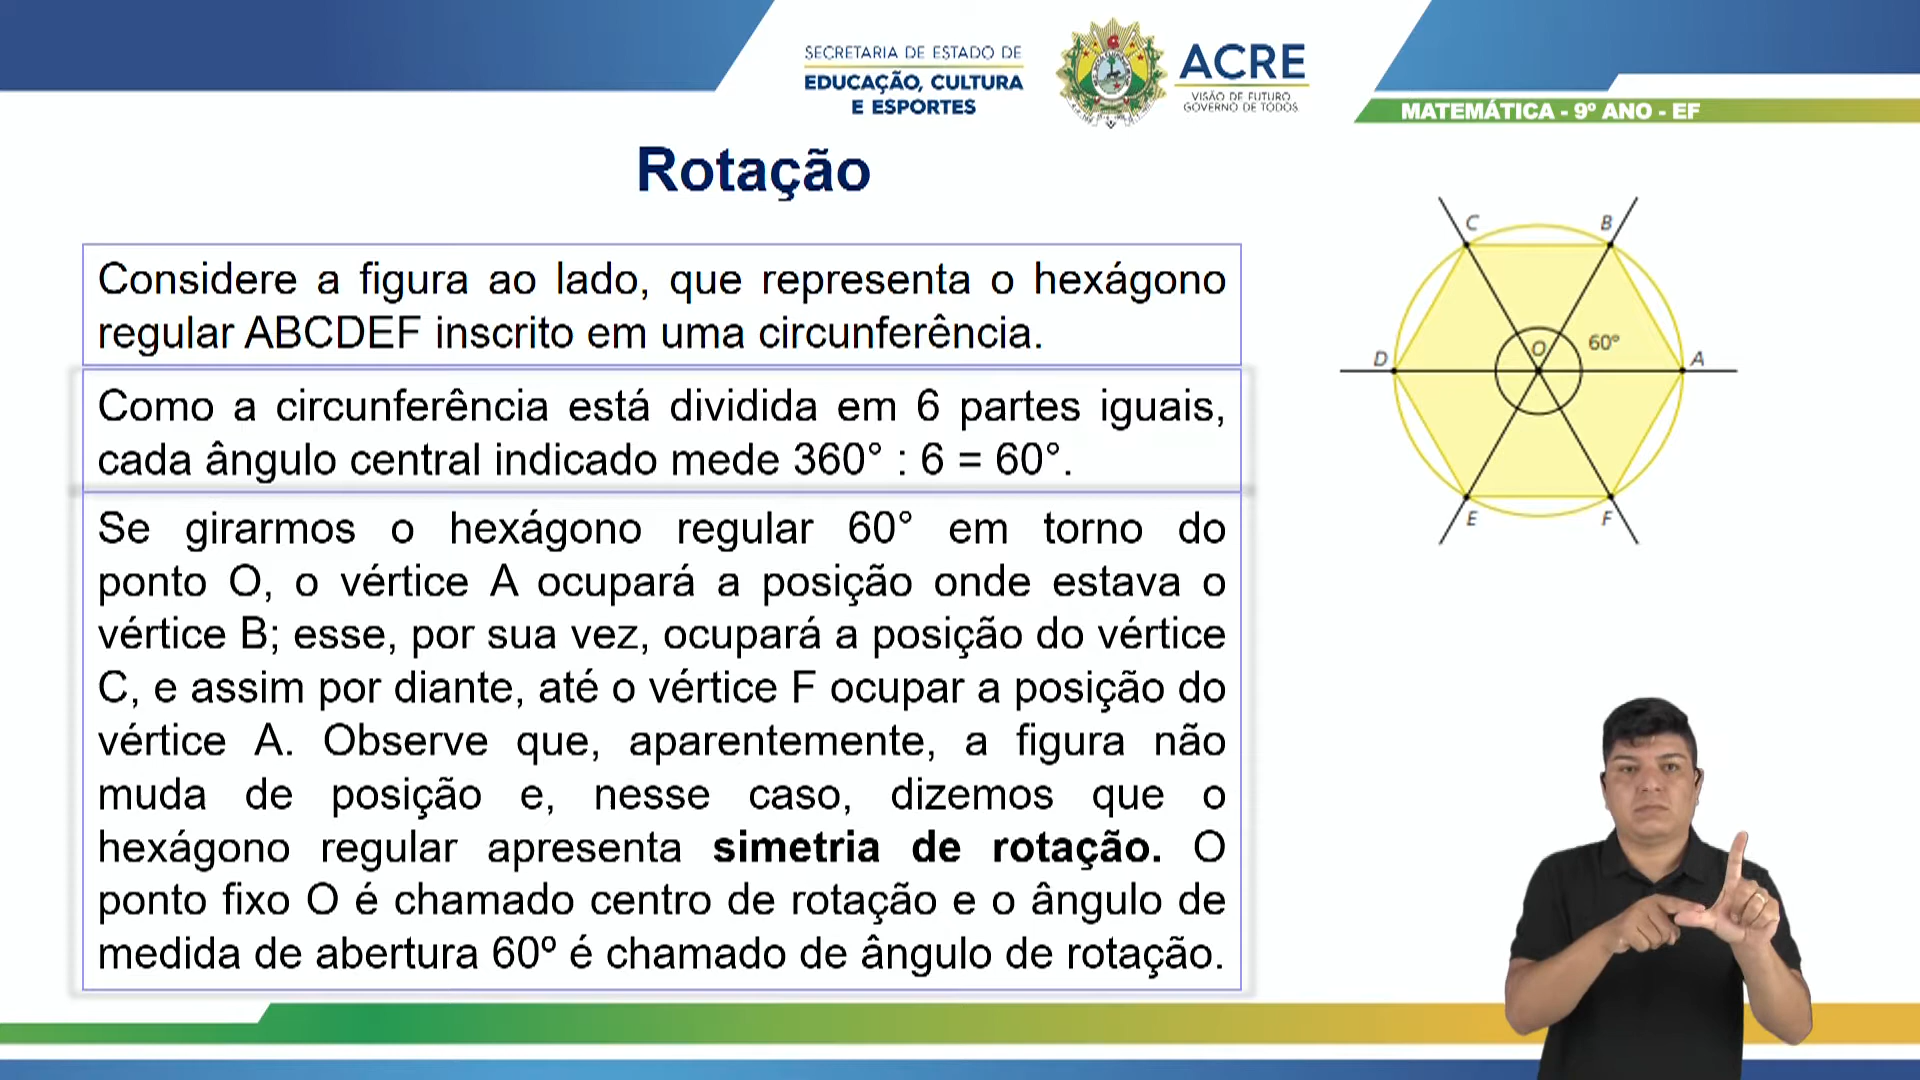 SECRETARIA DE ESTADO DE
EDUCAÇÃO, CULTURA
E ESPORTES
ACRE
VISÃO DE FUTURO
GOVERNO DE TODOS
MATEMÁTICA - 9º ANO - EF
Rotação
Considere a figura ao lado, que representa o hexágono
regular ABCDEF inscrito em uma circunferência.
Como a circunferência está dividida em 6 partes iguais,
cada ângulo central indicado mede 360° : 6 = 60°.
Se girarmos o hexágono regular 60° em torno do
ponto O, o vértice A ocupará a posição onde estava o
vértice B; esse, por sua vez, ocupará a posição do vértice
C, e assim por diante, até o vértice F ocupar a posição do
vértice A. Observe que, aparentemente, a figura não
muda de posição e, nesse caso, dizemos que o
hexágono regular apresenta simetria de rotação. O
ponto fixo O é chamado centro de rotação e o ângulo de
medida de abertura 60º é chamado de ângulo de rotação.
C B
O 60°
D A
E F